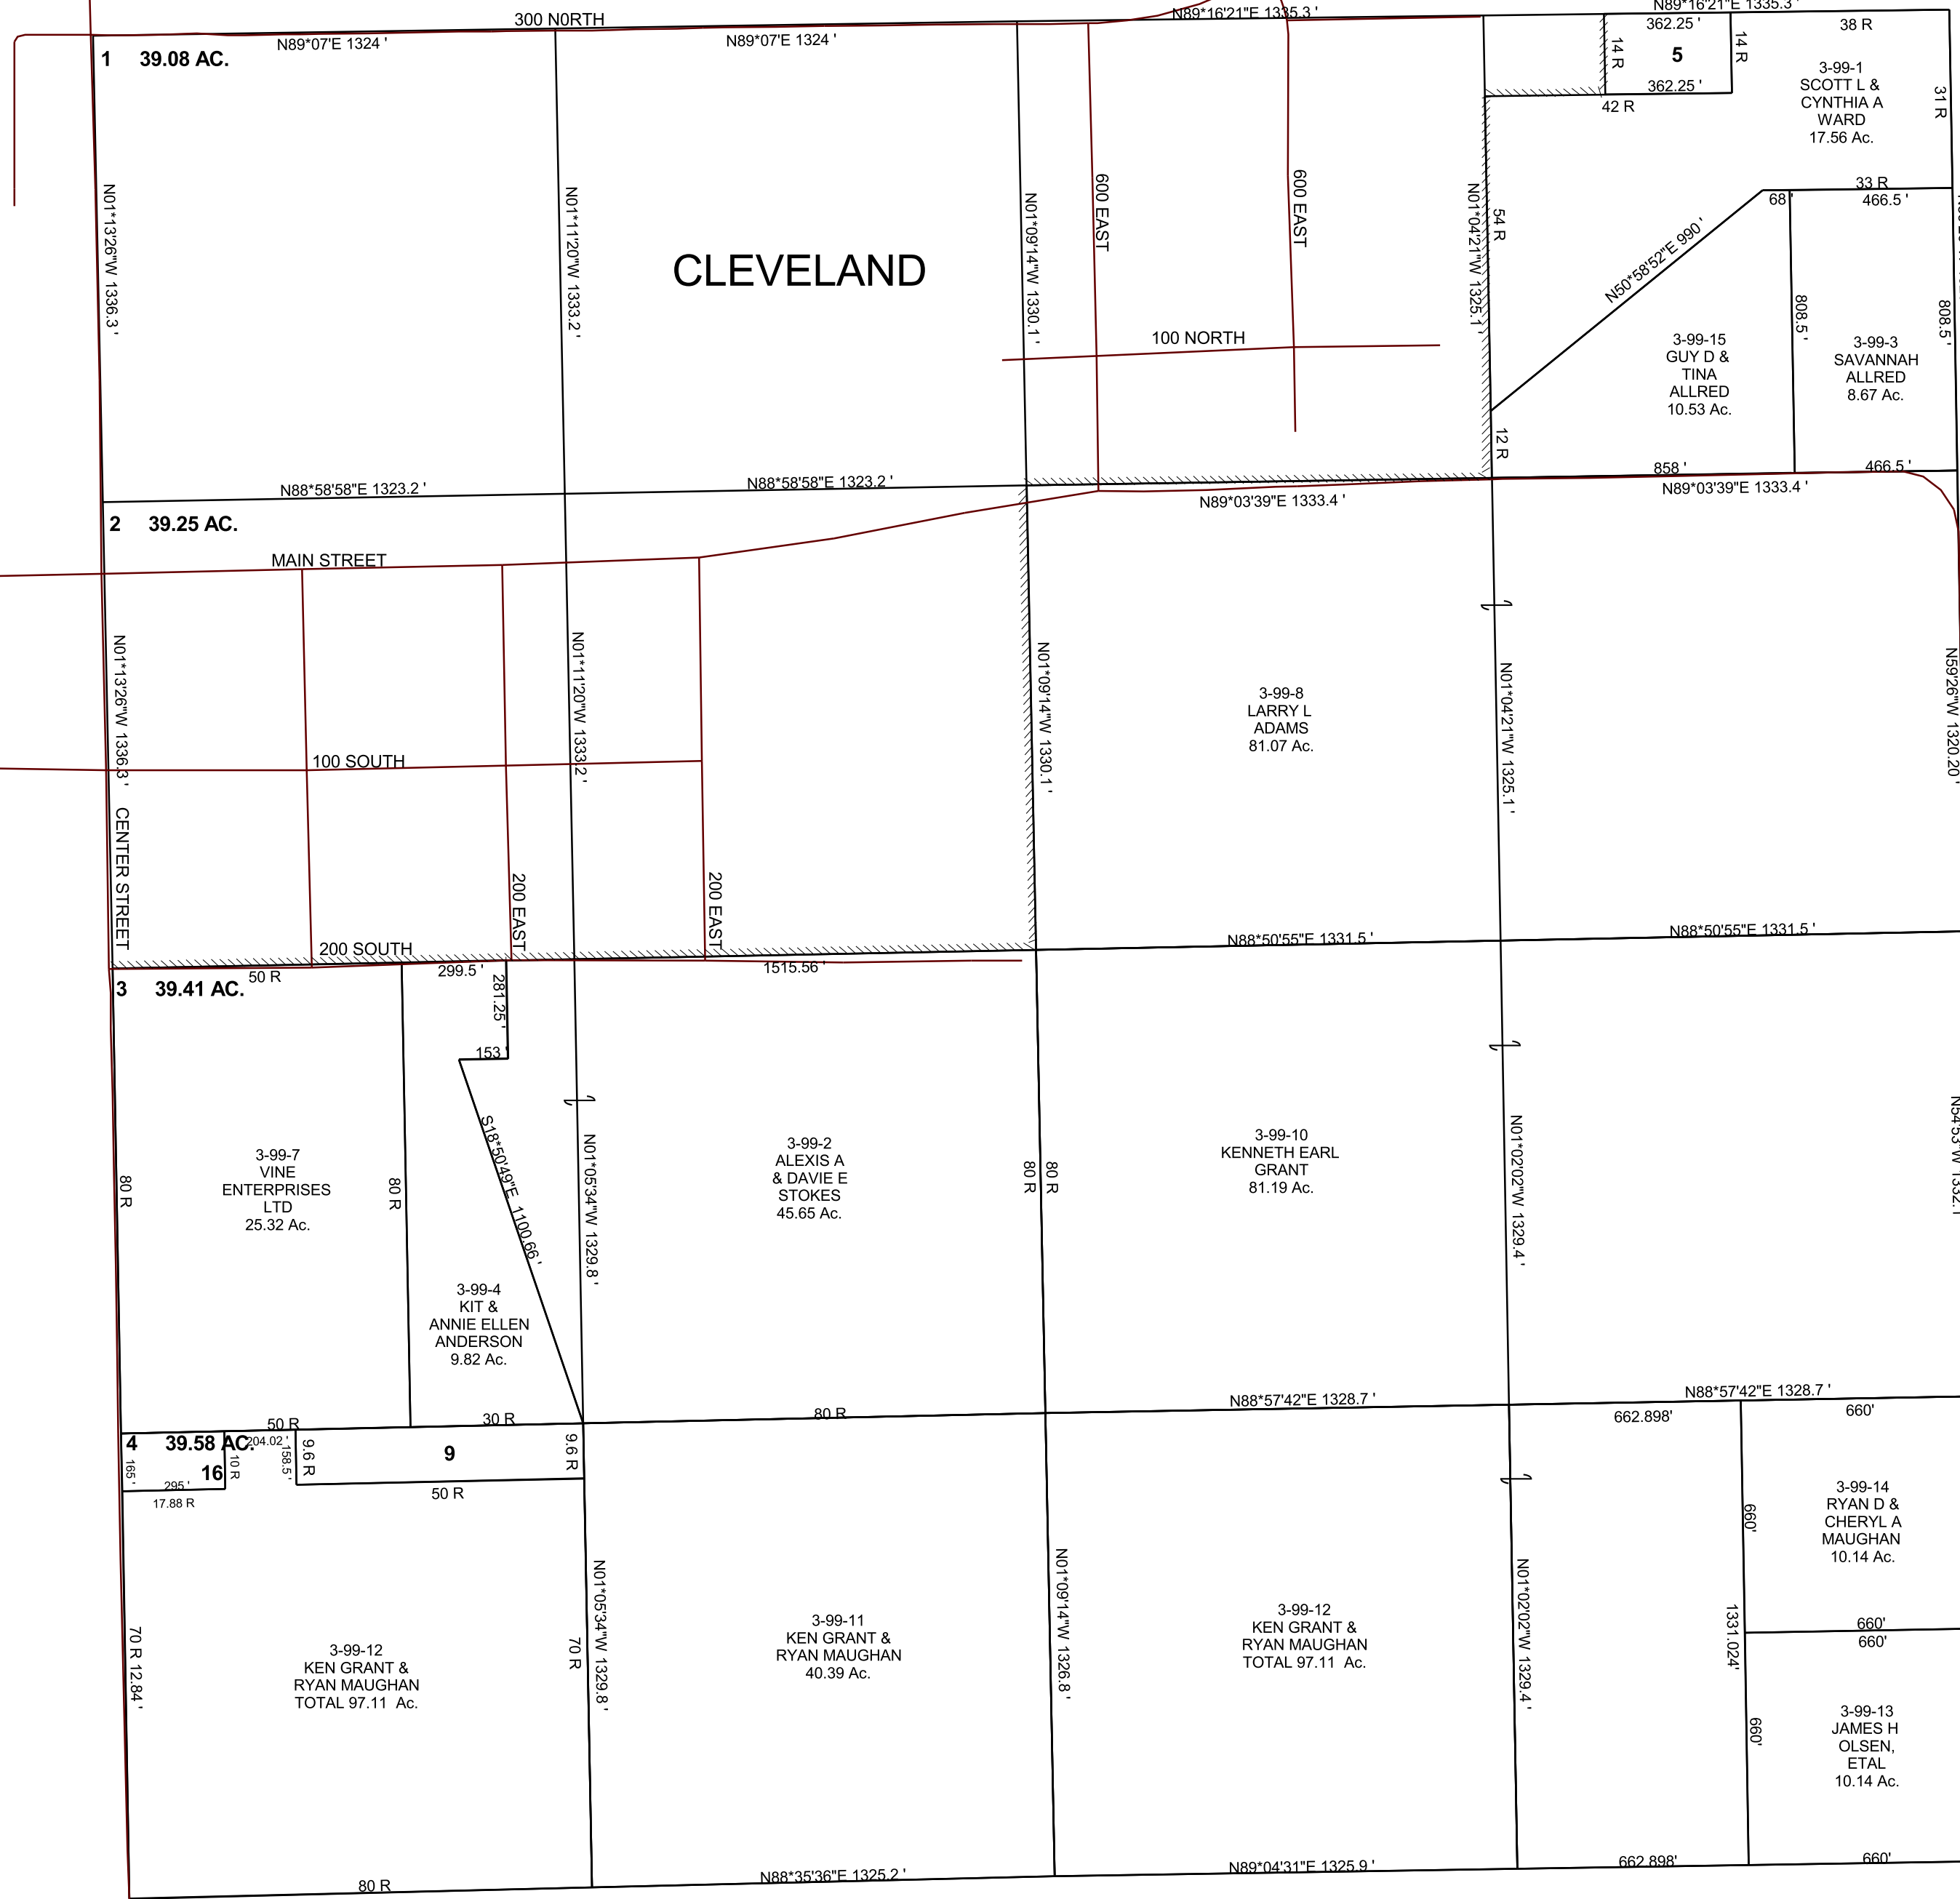 300 N0RTH
N89*16'21"E 1335.3 '
N89*16'21"E 1335.3 '
N89*07'E 1324 '
N89*07'E 1324 '
1 39.08 AC.
362.25 '
14 R
5
14 R
362.25 '
42 R
38 R
3-99-1
SCOTT L &
CYNTHIA A
WARD
17.56 Ac.
31 R
N01*13'26"W 1336.3 '
N01*11'20"W 1333.2 '
CLEVELAND
N01*09'14"W 1330.1 '
600 EAST
600 EAST
100 NORTH
N01*04'21"W 1325.1 '
54 R
N50*58'52"E 990 '
33 R
68 '
466.5 '
808.5 '
808.5 '
3-99-15
GUY D &
TINA
ALLRED
10.53 Ac.
3-99-3
SAVANNAH
ALLRED
8.67 Ac.
12 R
858 '
466.5 '
N88*58'58"E 1323.2 '
N88*58'58"E 1323.2 '
N89*03'39"E 1333.4 '
N89*03'39"E 1333.4 '
2 39.25 AC.
MAIN STREET
N01*13'26"W 1336.3 '
N01*11'20"W 1333.2 '
N01*09'14"W 1330.1 '
3-99-8
LARRY L
ADAMS
81.07 Ac.
N01*04'21"W 1325.1 '
N59'26"W 1320.20 '
100 SOUTH
CENTER STREET
200 EAST
200 EAST
200 SOUTH
N88*50'55"E 1331.5 '
N88*50'55"E 1331.5 '
50 R
299.5 '
1515.56 '
3 39.41 AC.
281.25 '
153 '
S18*50'49"E 1100.66 '
80 R
3-99-7
VINE
ENTERPRISES
LTD
25.32 Ac.
80 R
3-99-4
KIT &
ANNIE ELLEN
ANDERSON
9.82 Ac.
N01*05'34"W 1329.8 '
3-99-2
ALEXIS A
& DAVIE E
STOKES
45.65 Ac.
80 R
80 R
3-99-10
KENNETH EARL
GRANT
81.19 Ac.
N01*02'02"W 1329.4 '
N54'53"W 1332.1
50 R
30 R
80 R
N88*57'42"E 1328.7 '
N88*57'42"E 1328.7 '
4 39.58 AC.
204.02 '
165 '
16
10 R
158.5 '
9.6 R
9
9.6 R
295 '
17.88 R
50 R
662.898'
660'
3-99-14
RYAN D &
CHERYL A
MAUGHAN
10.14 Ac.
660'
70 R 12.84 '
3-99-12
KEN GRANT &
RYAN MAUGHAN
TOTAL 97.11 Ac.
70 R
N01*05'34"W 1329.8 '
3-99-11
KEN GRANT &
RYAN MAUGHAN
40.39 Ac.
N01*09'14"W 1326.8 '
3-99-12
KEN GRANT &
RYAN MAUGHAN
TOTAL 97.11 Ac.
N01*02'02"W 1329.4 '
1331.024'
660'
660'
660'
3-99-13
JAMES H
OLSEN,
ETAL
10.14 Ac.
80 R
N88*35'36"E 1325.2 '
N89*04'31"E 1325.9 '
662.898'
660'